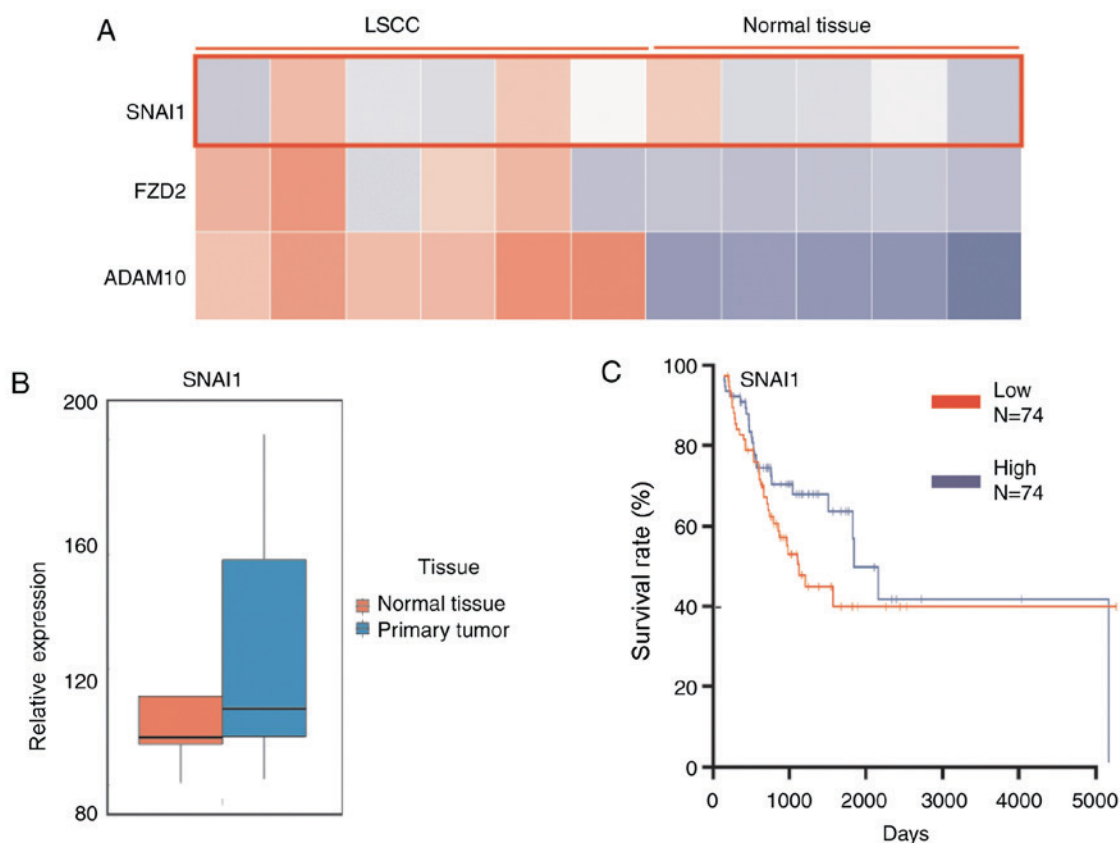 A
LSCC
Normal tissue
SNAI1
FZD2
ADAM10
B
SNAI1
200
160
120
80
Relative expression
Tissue
Normal tissue
Primary tumor
C
SNAI1
Low
N=74
High
N=74
100
80
60
40
20
0
Survival rate (%)
0 1000 2000 3000 4000 5000
Days